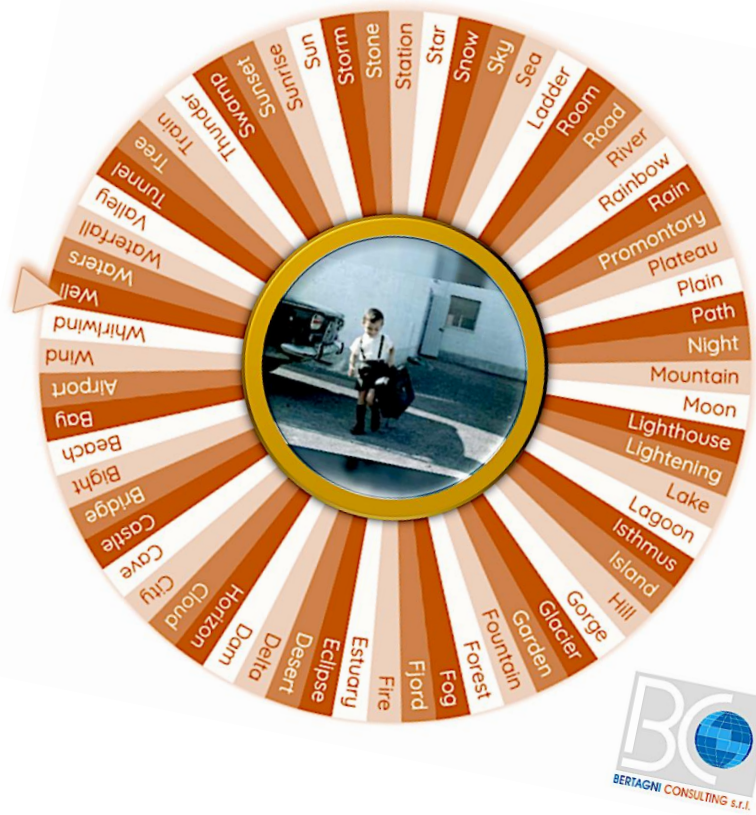 Sun
Storm
Stone
Station
Star
Snow
Sky
Sea
Ladder
Room
Road
River
Rainbow
Rain
Promontory
Plateau
Plain
Path
Night
Mountain
Moon
Lighthouse
Lightening
Lake
Lagoon
Isthmus
Island
Hill
Gorge
Glacier
Garden
Fountain
Forest
Fog
Fjord
Fire
Estuary
Eclipse
Desert
Delta
Dam
Horizon
Cloud
City
Cave
Castle
Bridge
Bight
Beach
Bay
Airport
Wind
Whirlwind
Well
Waters
Waterfall
Valley
Tunnel
Tree
Train
Thunder
Swamp
Sunset
Sunrise
BC
BERTAGNI CONSULTING s.r.l.